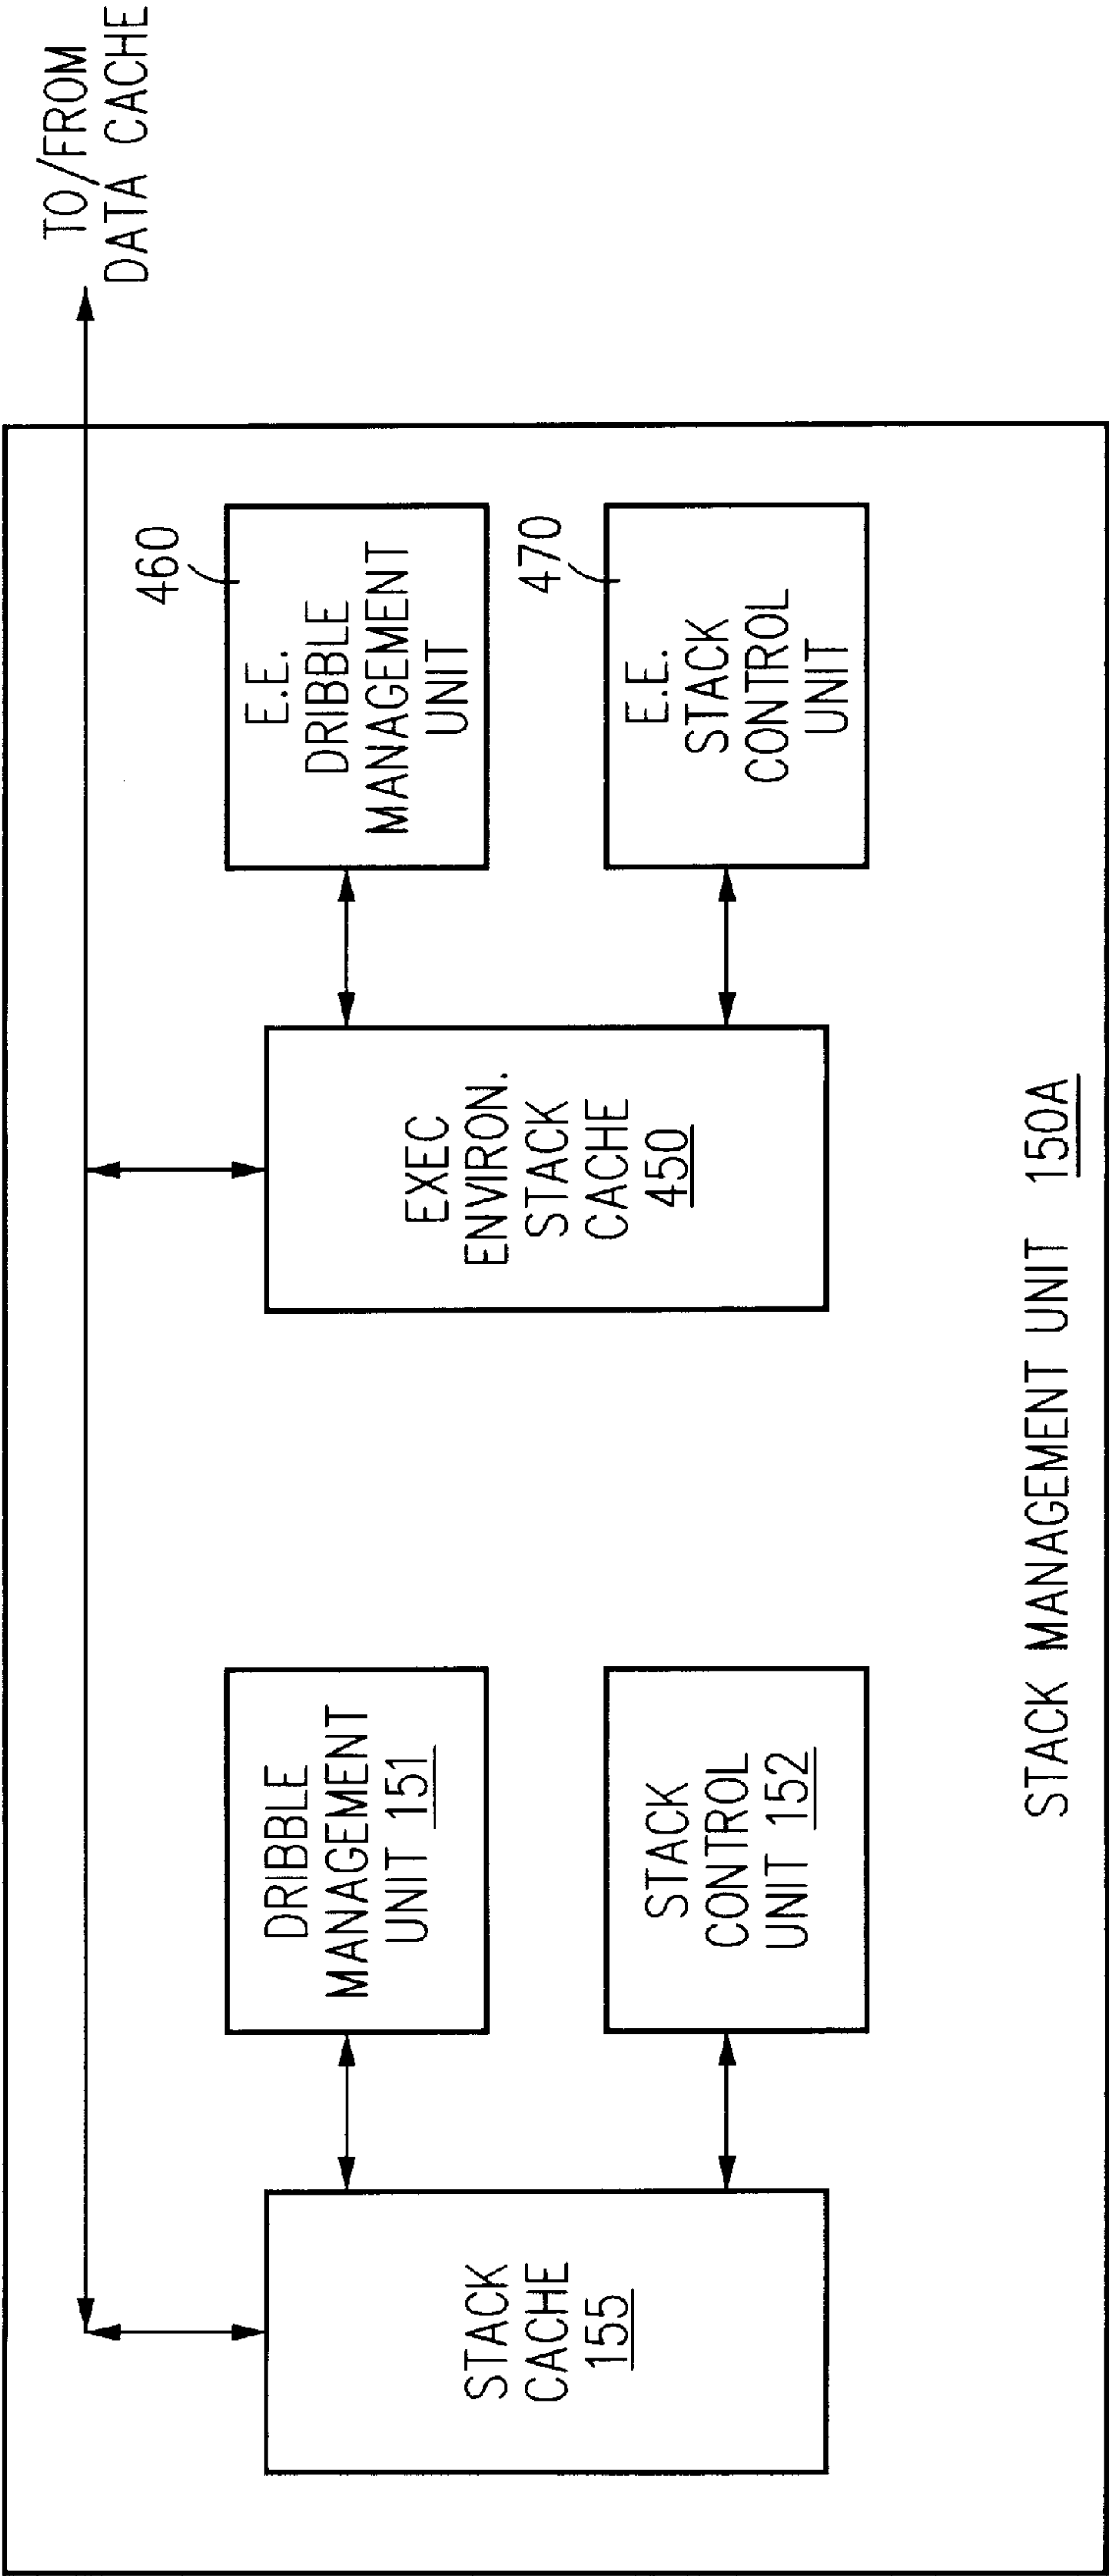 TO/FROM
DATA CACHE
STACK
CACHE
155
DRIBBLE
MANAGEMENT
UNIT 151
STACK
CONTROL
UNIT 152
EXEC
ENVIRON.
STACK
CACHE
450
460
E.E.
DRIBBLE
MANAGEMENT
UNIT
470
E.E.
STACK
CONTROL
UNIT
STACK MANAGEMENT UNIT 150A